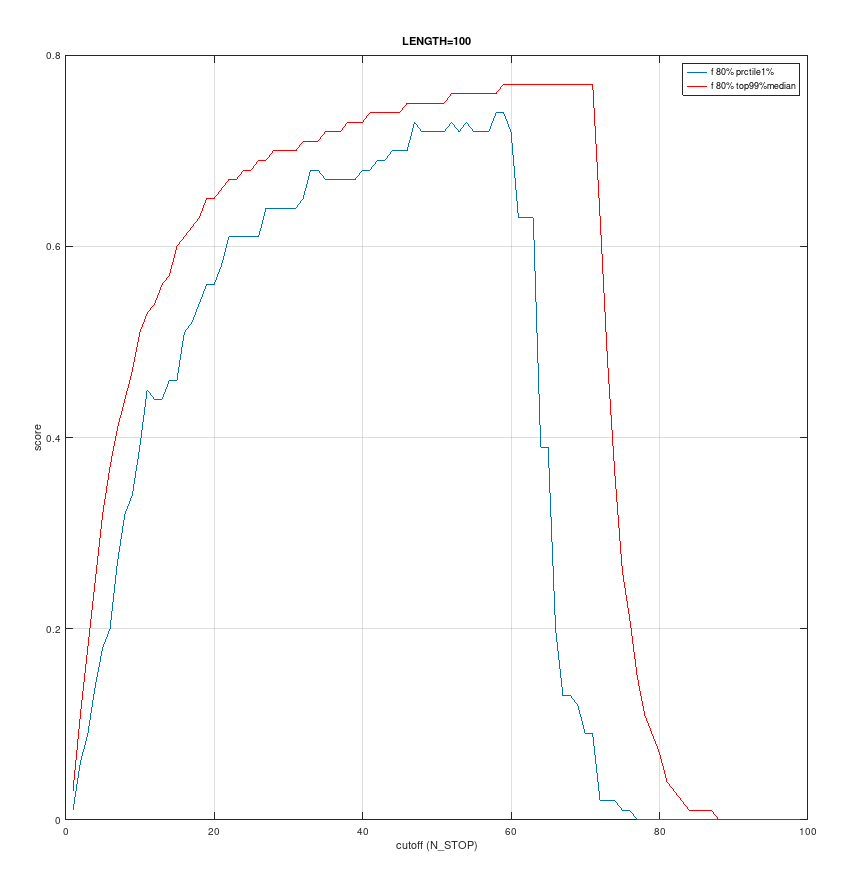 LENGTH=100
f 80% prctile1%
f 80% top99%median
0.8
0.6
0.4
0.2
0
score
0 20 40 60 80 100
cutoff (N_STOP)